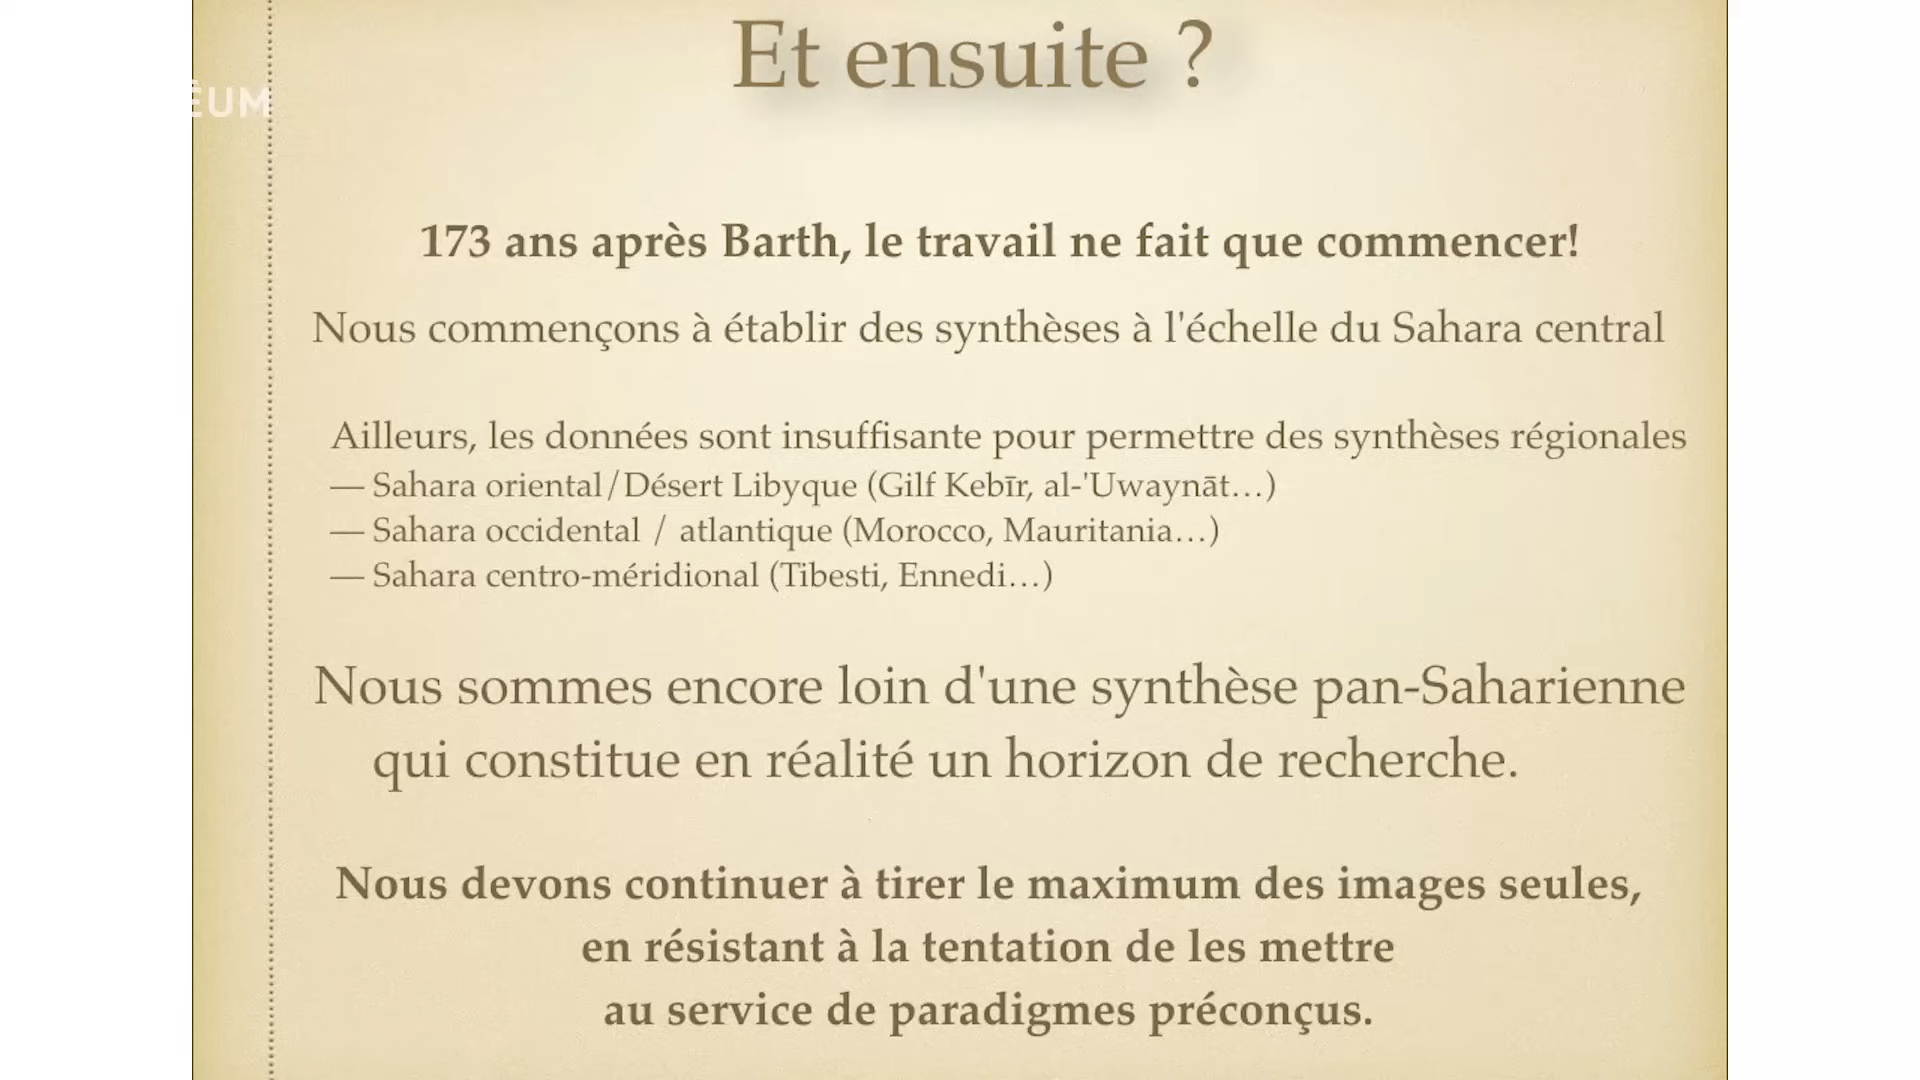 Et ensuite ?
ÉUM
173 ans après Barth, le travail ne fait que commencer!
Nous commençons à établir des synthèses à l'échelle du Sahara central
Ailleurs, les données sont insuffisante pour permettre des synthèses régionales
— Sahara oriental/Désert Libyque (Gilf Kebīr, al-'Uwaynāt…)
— Sahara occidental / atlantique (Morocco, Mauritania…)
— Sahara centro-méridional (Tibesti, Ennedi…)
Nous sommes encore loin d'une synthèse pan-Saharienne
qui constitue en réalité un horizon de recherche.
Nous devons continuer à tirer le maximum des images seules,
en résistant à la tentation de les mettre
au service de paradigmes préconçus.